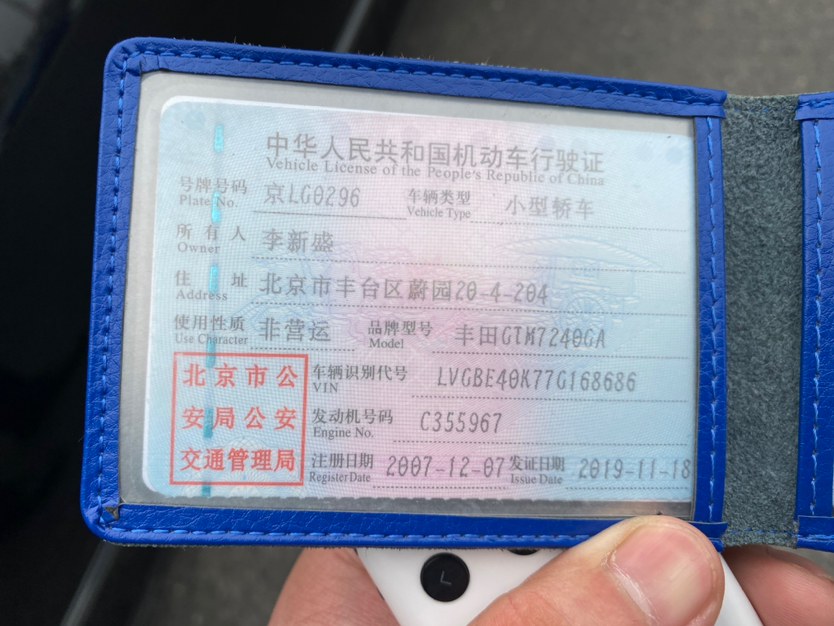 中华人民共和国机动车行驶证
Vehicle License of the People's Republic of China
号牌号码 京LG0296 车辆类型 小型轿车
Plate No. Vehicle Type
所有人 李新盛
Owner
住址 北京市丰台区蔚园20-4-204
Address
使用性质 非营运 品牌型号 丰田GTM7240GA
Use Character Model
北京市公 车辆识别代号 LVGBE40K77G168686
VIN
安局公安 发动机号码 C355967
Engine No.
交通管理局 注册日期 2007-12-07 发证日期 2019-11-18
Register Date Issue Date